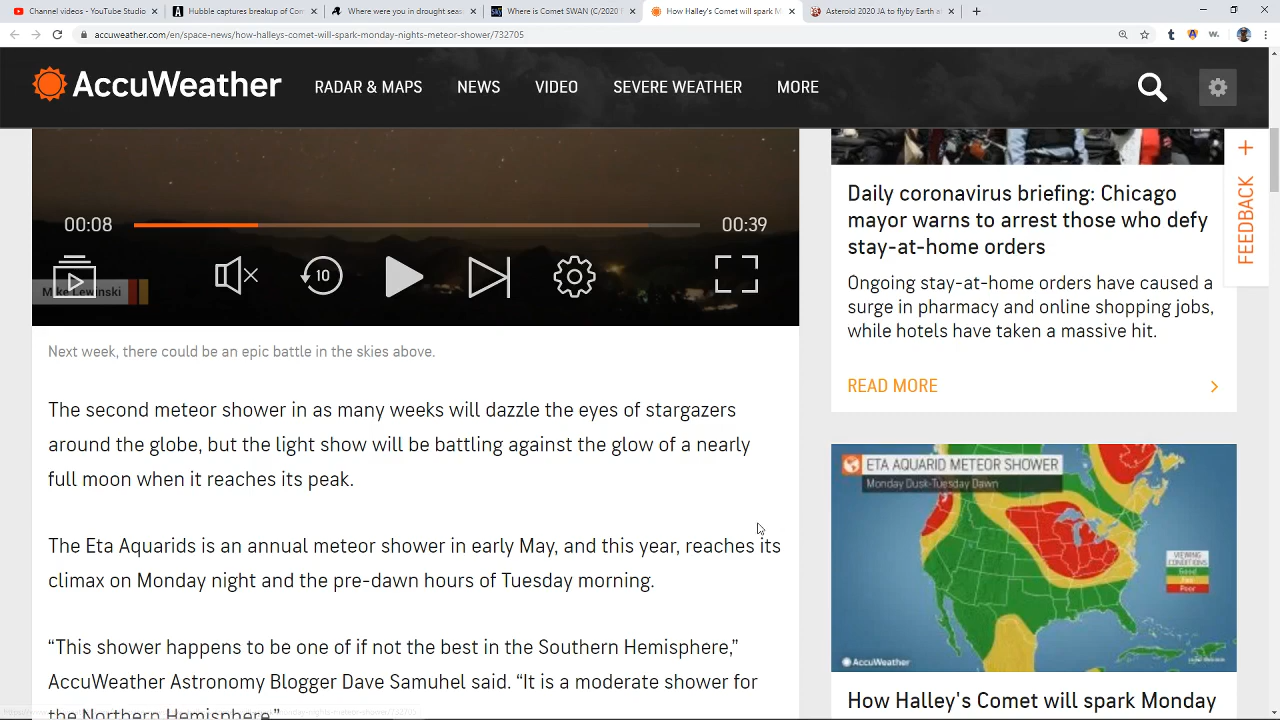 Channel videos - YouTube Studio
Hubble captures breakup of Com
Where were you in drought seas
Where is Comet SWAN (C/2020 F
How Halley's Comet will spark M
Asteroid 2020 JA to flyby Earth a
accuweather.com/en/space-news/how-halleys-comet-will-spark-monday-nights-meteor-shower/732705
AccuWeather
RADAR & MAPS
NEWS
VIDEO
SEVERE WEATHER
MORE
00:08
00:39
10
Mike Lewinski
Next week, there could be an epic battle in the skies above.
The second meteor shower in as many weeks will dazzle the eyes of stargazers
around the globe, but the light show will be battling against the glow of a nearly
full moon when it reaches its peak.
The Eta Aquarids is an annual meteor shower in early May, and this year, reaches its
climax on Monday night and the pre-dawn hours of Tuesday morning.
“This shower happens to be one of if not the best in the Southern Hemisphere,”
AccuWeather Astronomy Blogger Dave Samuhel said. “It is a moderate shower for
the Northern Hemisphere.”
Daily coronavirus briefing: Chicago
mayor warns to arrest those who defy
stay-at-home orders
Ongoing stay-at-home orders have caused a
surge in pharmacy and online shopping jobs,
while hotels have taken a massive hit.
READ MORE
FEEDBACK
ETA AQUARID METEOR SHOWER
Monday Dusk-Tuesday Dawn
VIEWING
CONDITIONS
Good
Fair
Poor
AccuWeather
How Halley's Comet will spark Monday